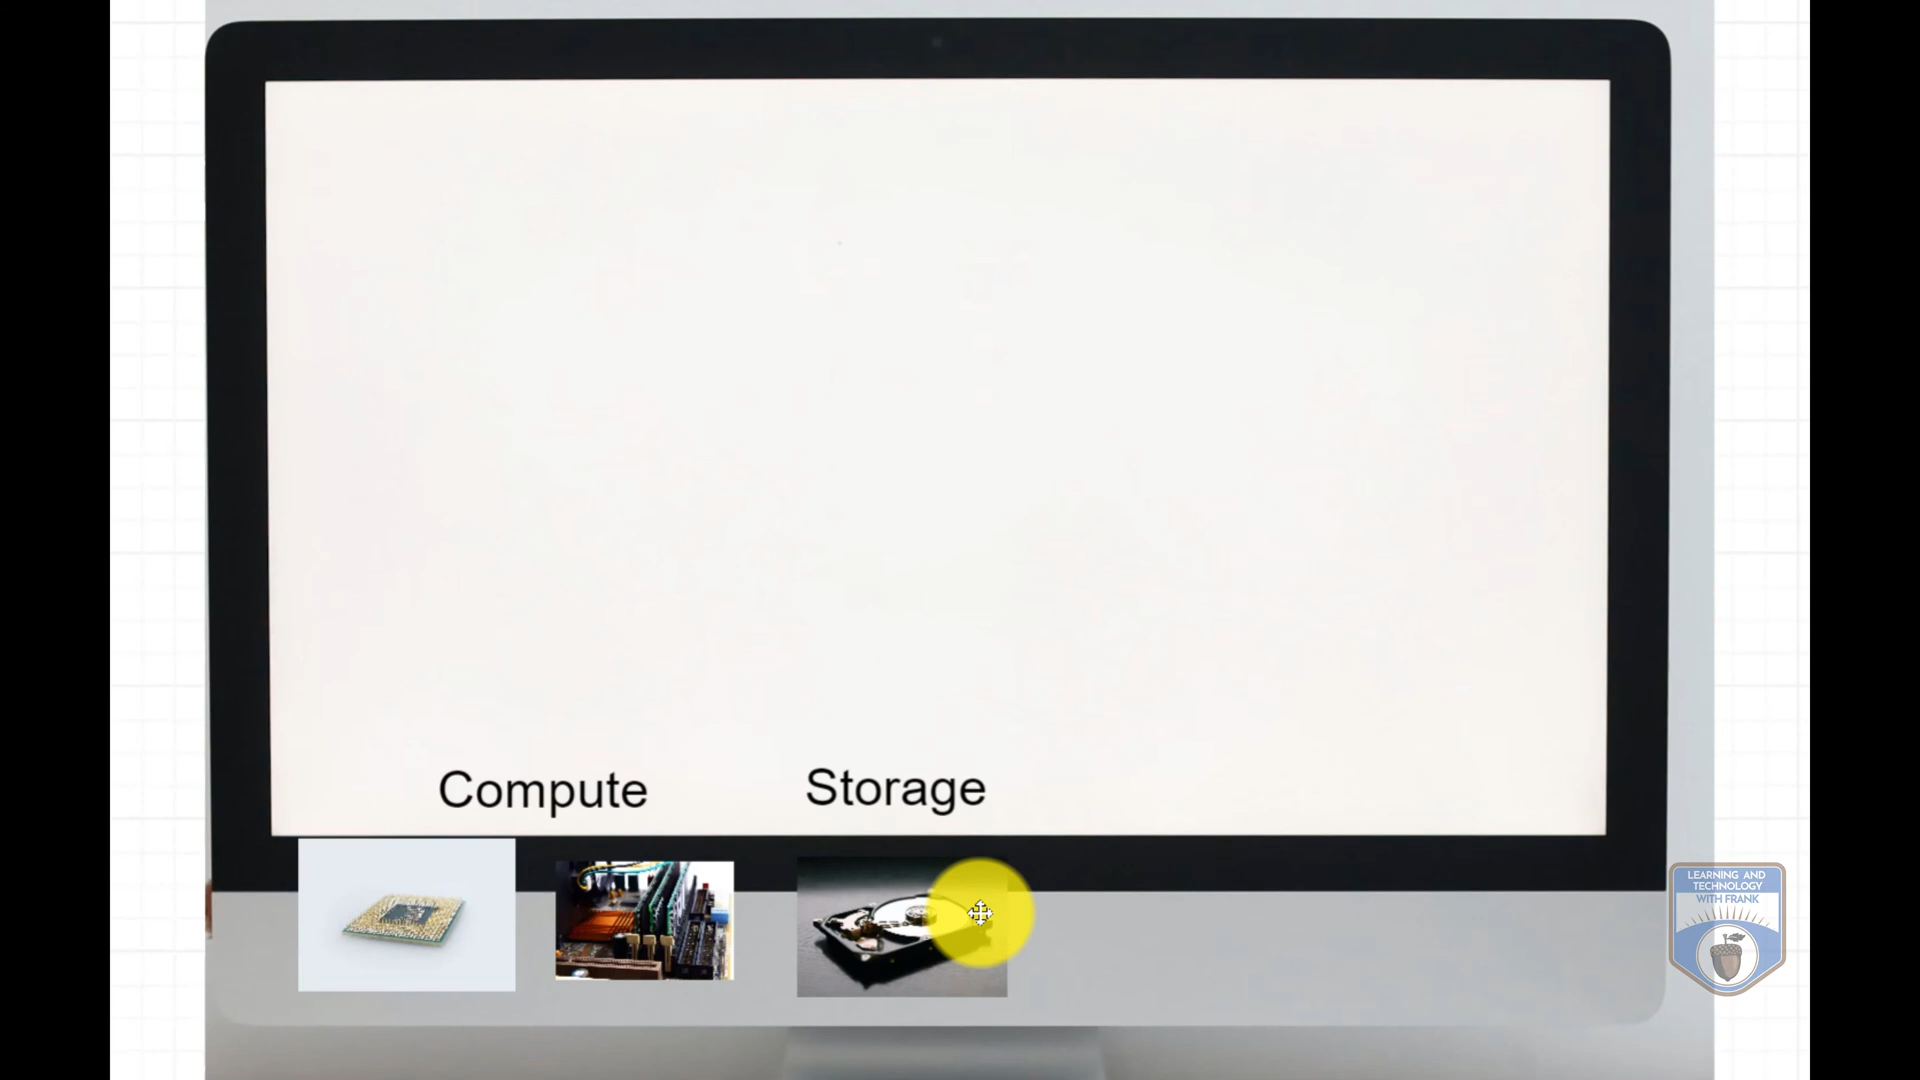 Compute
Storage
LEARNING AND
TECHNOLOGY
WITH FRANK